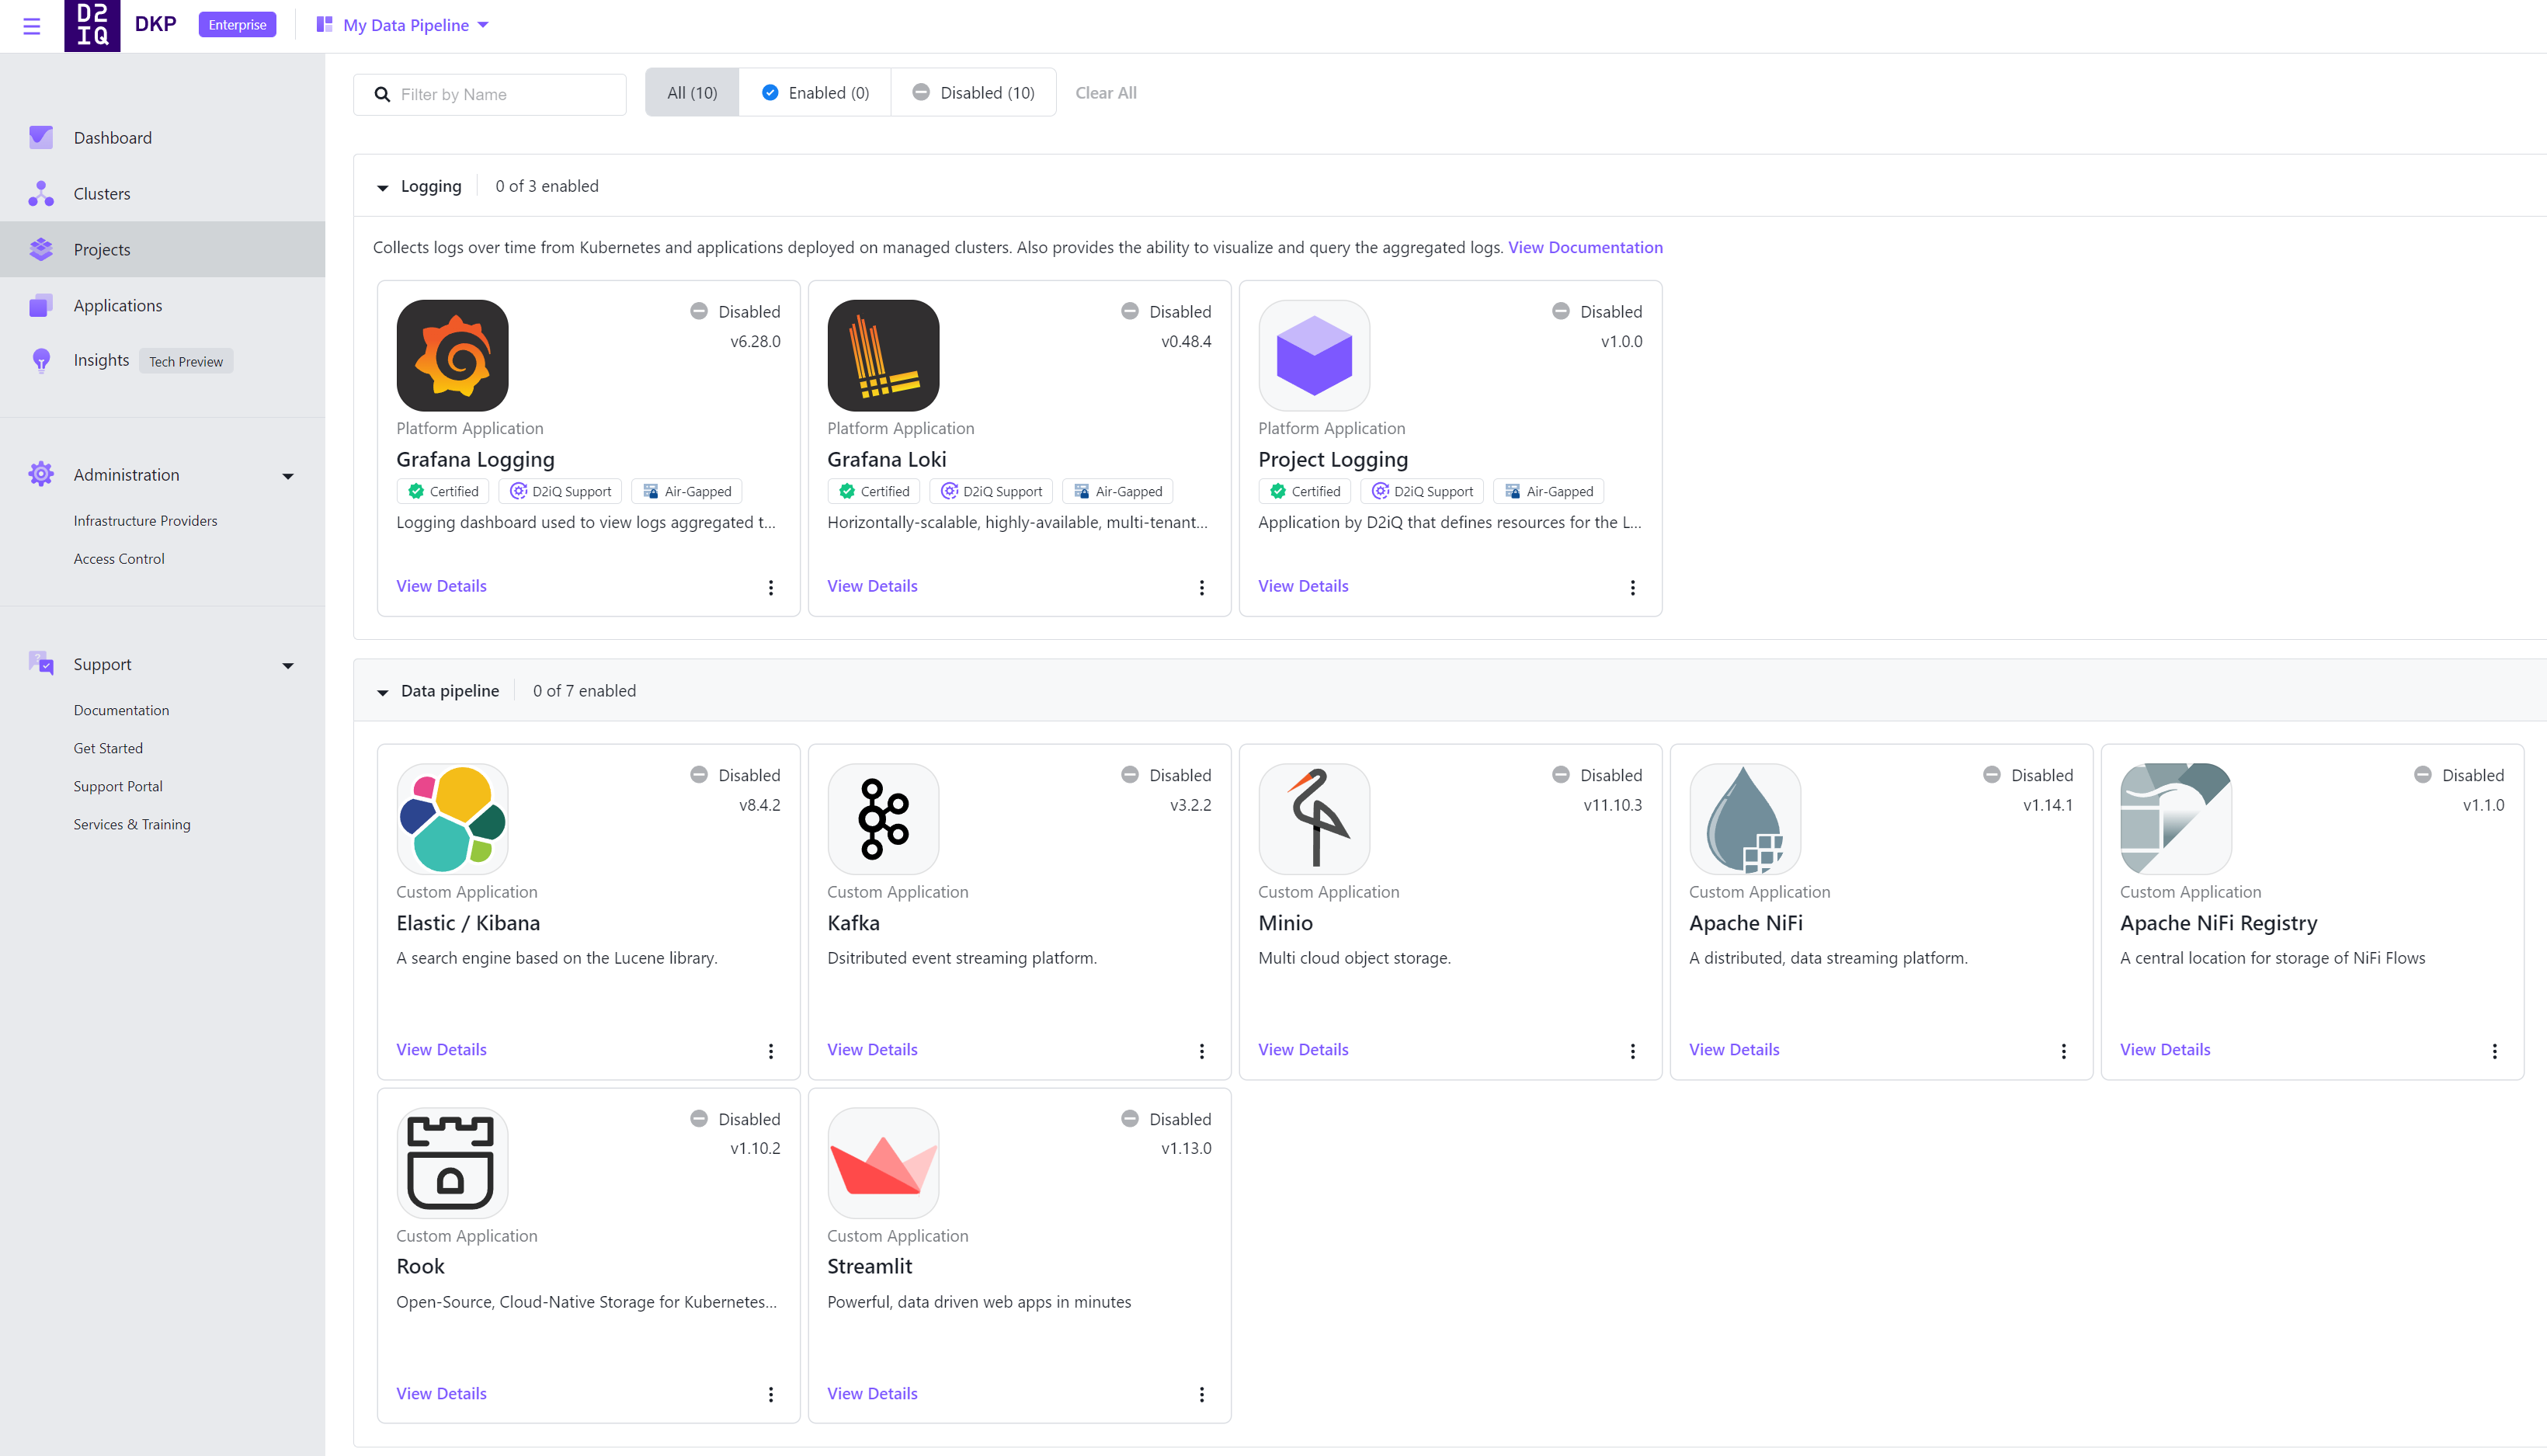 D2
IQ
DKP
Enterprise
My Data Pipeline
Dashboard
Clusters
Projects
Applications
Insights Tech Preview
Administration
Infrastructure Providers
Access Control
Support
Documentation
Get Started
Support Portal
Services & Training
Filter by Name
All (10)
Enabled (0)
Disabled (10)
Clear All
Logging
0 of 3 enabled
Collects logs over time from Kubernetes and applications deployed on managed clusters. Also provides the ability to visualize and query the aggregated logs. View Documentation
Disabled
v6.28.0
Platform Application
Grafana Logging
Certified D2iQ Support Air-Gapped
Logging dashboard used to view logs aggregated t...
View Details
Disabled
v0.48.4
Platform Application
Grafana Loki
Certified D2iQ Support Air-Gapped
Horizontally-scalable, highly-available, multi-tenant...
View Details
Disabled
v1.0.0
Platform Application
Project Logging
Certified D2iQ Support Air-Gapped
Application by D2iQ that defines resources for the L...
View Details
Data pipeline
0 of 7 enabled
Disabled
v8.4.2
Custom Application
Elastic / Kibana
A search engine based on the Lucene library.
View Details
Disabled
v3.2.2
Custom Application
Kafka
Dsitributed event streaming platform.
View Details
Disabled
v11.10.3
Custom Application
Minio
Multi cloud object storage.
View Details
Disabled
v1.14.1
Custom Application
Apache NiFi
A distributed, data streaming platform.
View Details
Disabled
v1.1.0
Custom Application
Apache NiFi Registry
A central location for storage of NiFi Flows
View Details
Disabled
v1.10.2
Custom Application
Rook
Open-Source, Cloud-Native Storage for Kubernetes...
View Details
Disabled
v1.13.0
Custom Application
Streamlit
Powerful, data driven web apps in minutes
View Details